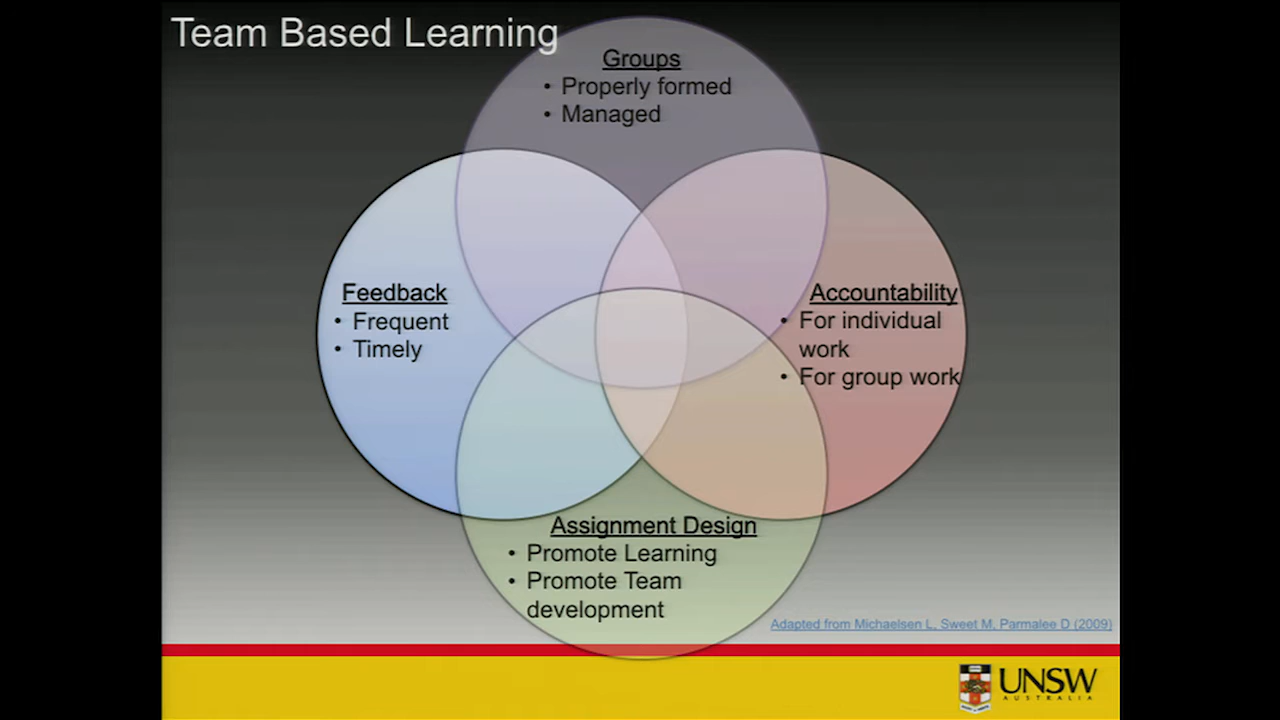 Team Based Learning
Groups
• Properly formed
• Managed
Feedback
• Frequent
• Timely
Accountability
• For individual
work
• For group work
Assignment Design
• Promote Learning
• Promote Team
development
Adapted from Michaelsen L, Sweet M, Parmalee D (2009)
UNSW
AUSTRALIA